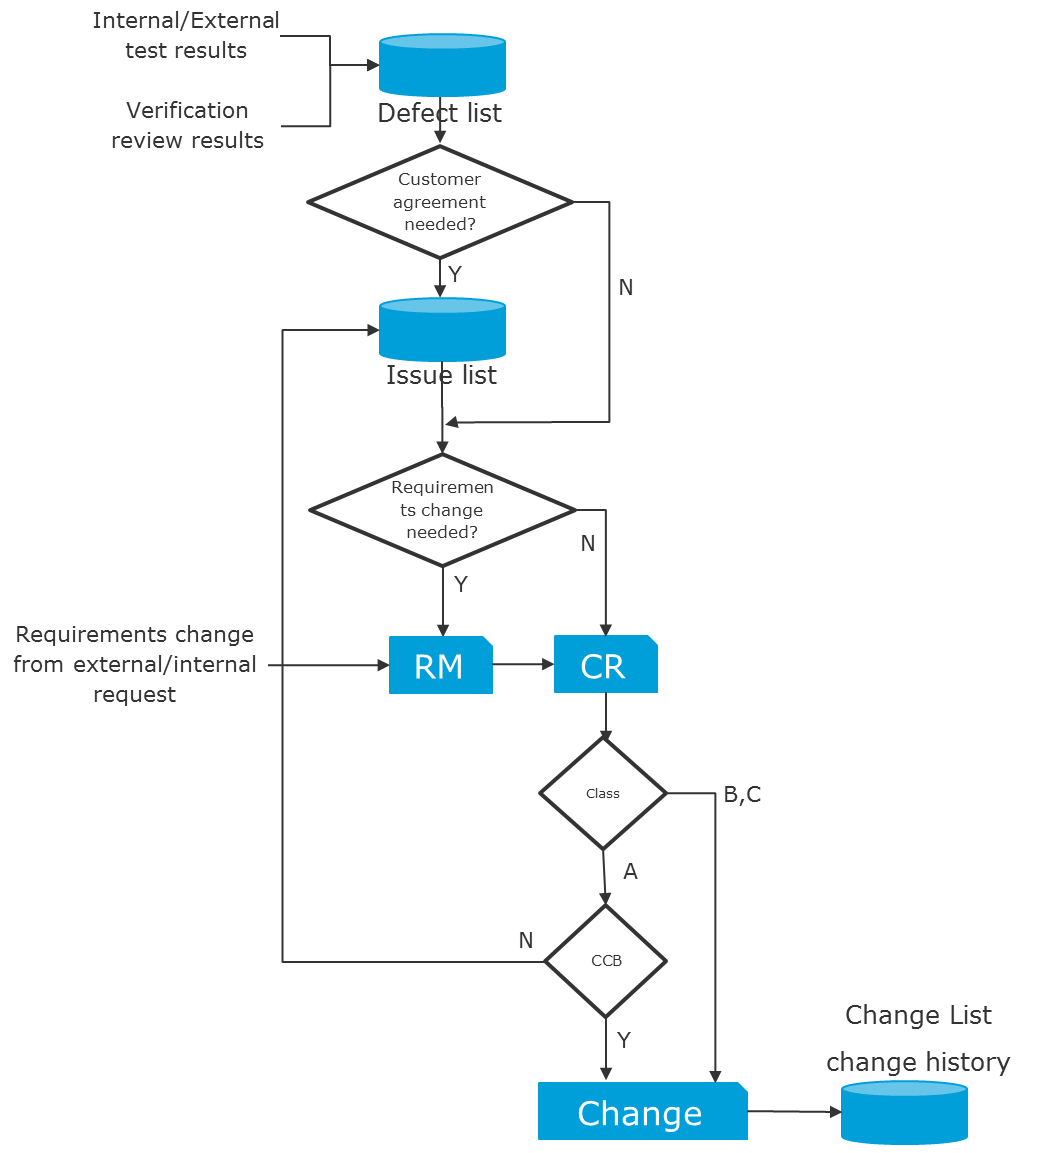 Internal/External
test results
Verification
review results
Defect list
Customer
agreement
needed?
Y
N
Issue list
Requiremen
ts change
needed?
N
Y
Requirements change
from external/internal
request
RM
CR
Class
B,C
A
N
CCB
Y
Change List
change history
Change